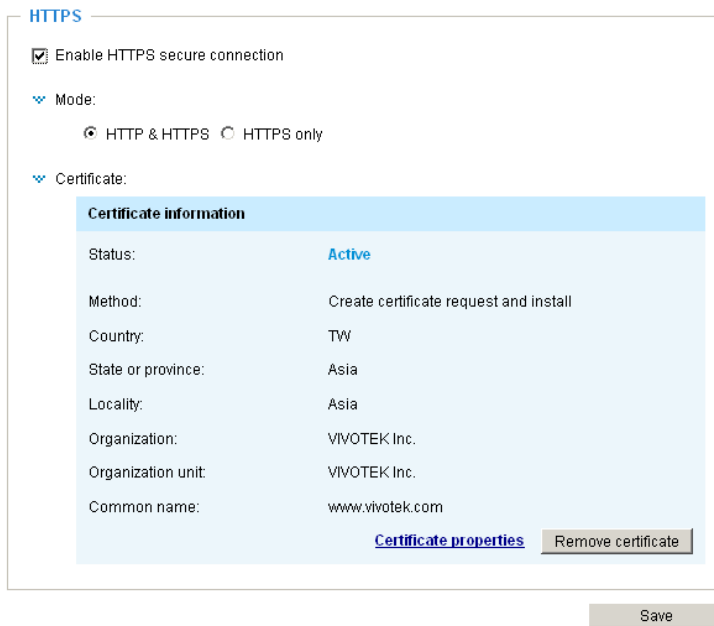 HTTPS
Enable HTTPS secure connection
Mode:
HTTP & HTTPS HTTPS only
Certificate:
Certificate information
Status: Active
Method: Create certificate request and install
Country: TW
State or province: Asia
Locality: Asia
Organization: VIVOTEK Inc.
Organization unit: VIVOTEK Inc.
Common name: www.vivotek.com
Certificate properties Remove certificate
Save